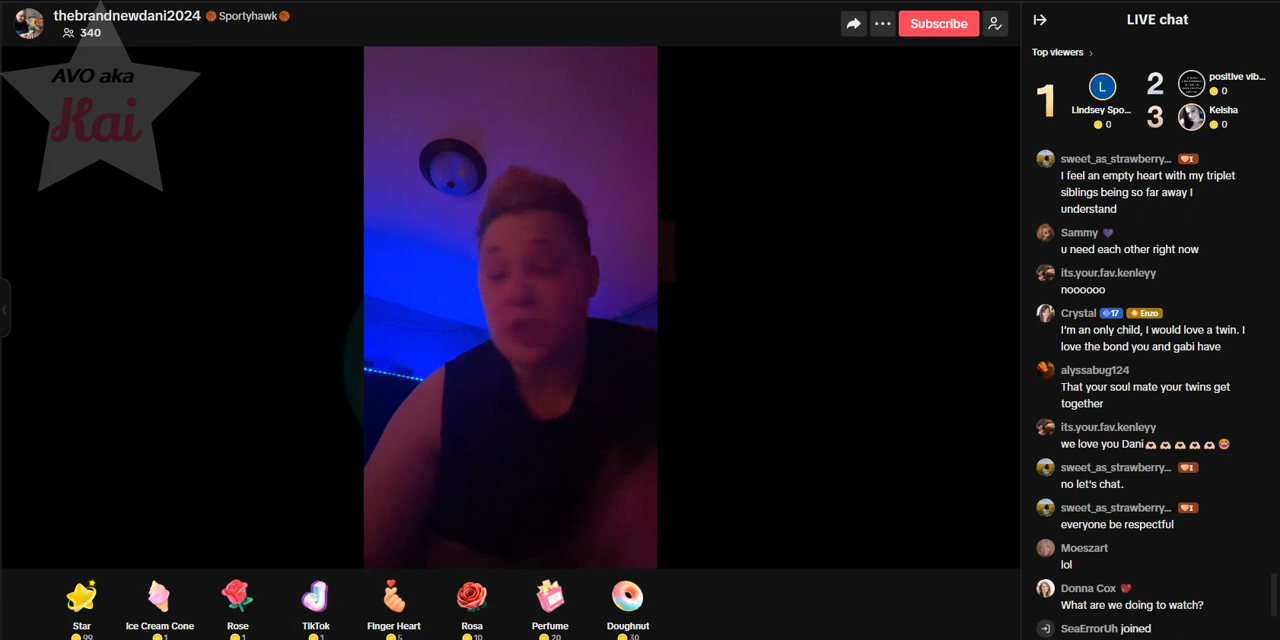 thebrandnewdani2024 🏀 Sportyhawk🏀
340
Subscribe
AVO aka
Kai
LIVE chat
Top viewers >
1
L
Lindsey Spo...
0
2
positive vib...
0
3
Kelsha
0
sweet_as_strawberry... I
I feel an empty heart with my triplet
siblings being so far away I
understand
Sammy 💜
u need each other right now
its.your.fav.kenleyy
noooooo
Crystal 17 Enzo
I'm an only child, I would love a twin. I
love the bond you and gabi have
alyssabug124
That your soul mate your twins get
together
its.your.fav.kenleyy
we love you Dani🫶🏻🫶🏻🫶🏻🫶🏻🫶🏻🤩
sweet_as_strawberry... I
no let's chat.
sweet_as_strawberry... I
everyone be respectful
Moeszart
lol
Donna Cox 💓
What are we doing to watch?
SeaErrorUh joined
Star
99
Ice Cream Cone
1
Rose
1
TikTok
1
Finger Heart
5
Rosa
10
Perfume
20
Doughnut
30